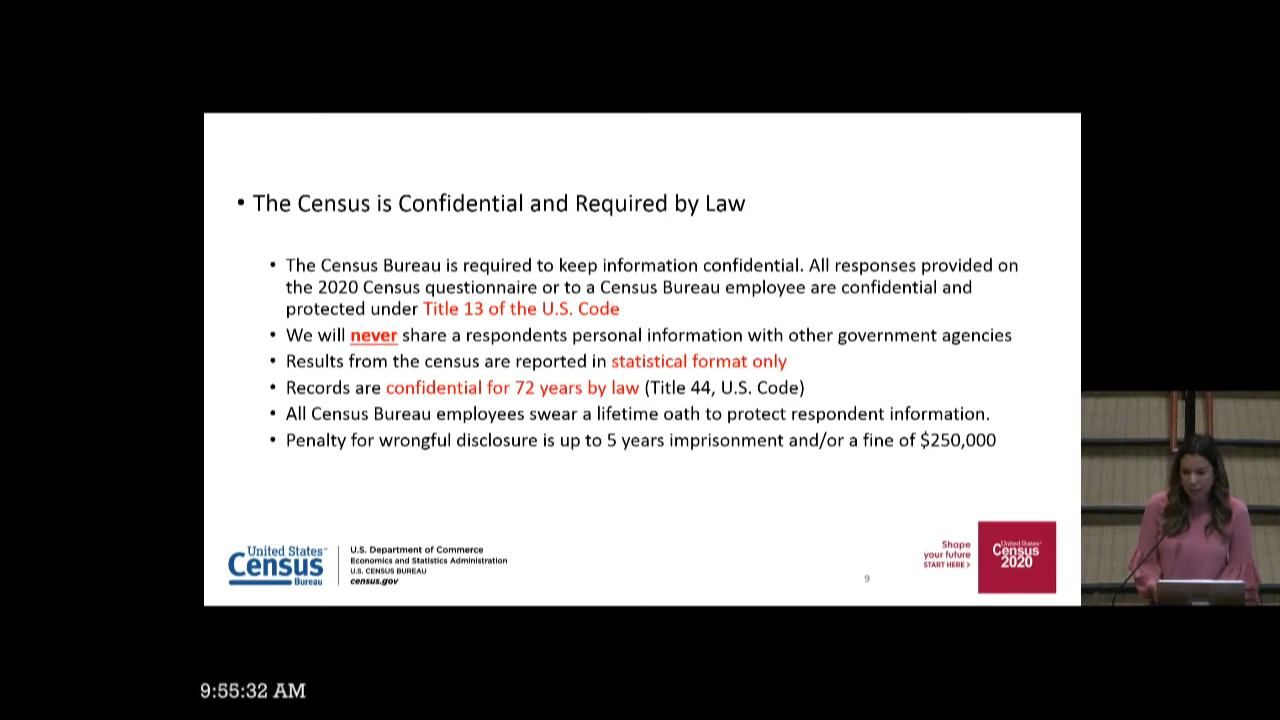 • The Census is Confidential and Required by Law
• The Census Bureau is required to keep information confidential. All responses provided on
the 2020 Census questionnaire or to a Census Bureau employee are confidential and
protected under Title 13 of the U.S. Code
• We will never share a respondents personal information with other government agencies
• Results from the census are reported in statistical format only
• Records are confidential for 72 years by law (Title 44, U.S. Code)
• All Census Bureau employees swear a lifetime oath to protect respondent information.
• Penalty for wrongful disclosure is up to 5 years imprisonment and/or a fine of $250,000
United States™
Census
Bureau
U.S. Department of Commerce
Economics and Statistics Administration
U.S. CENSUS BUREAU
census.gov
9
Shape
your future
START HERE >
United States®
Census
2020
9:55:32 AM